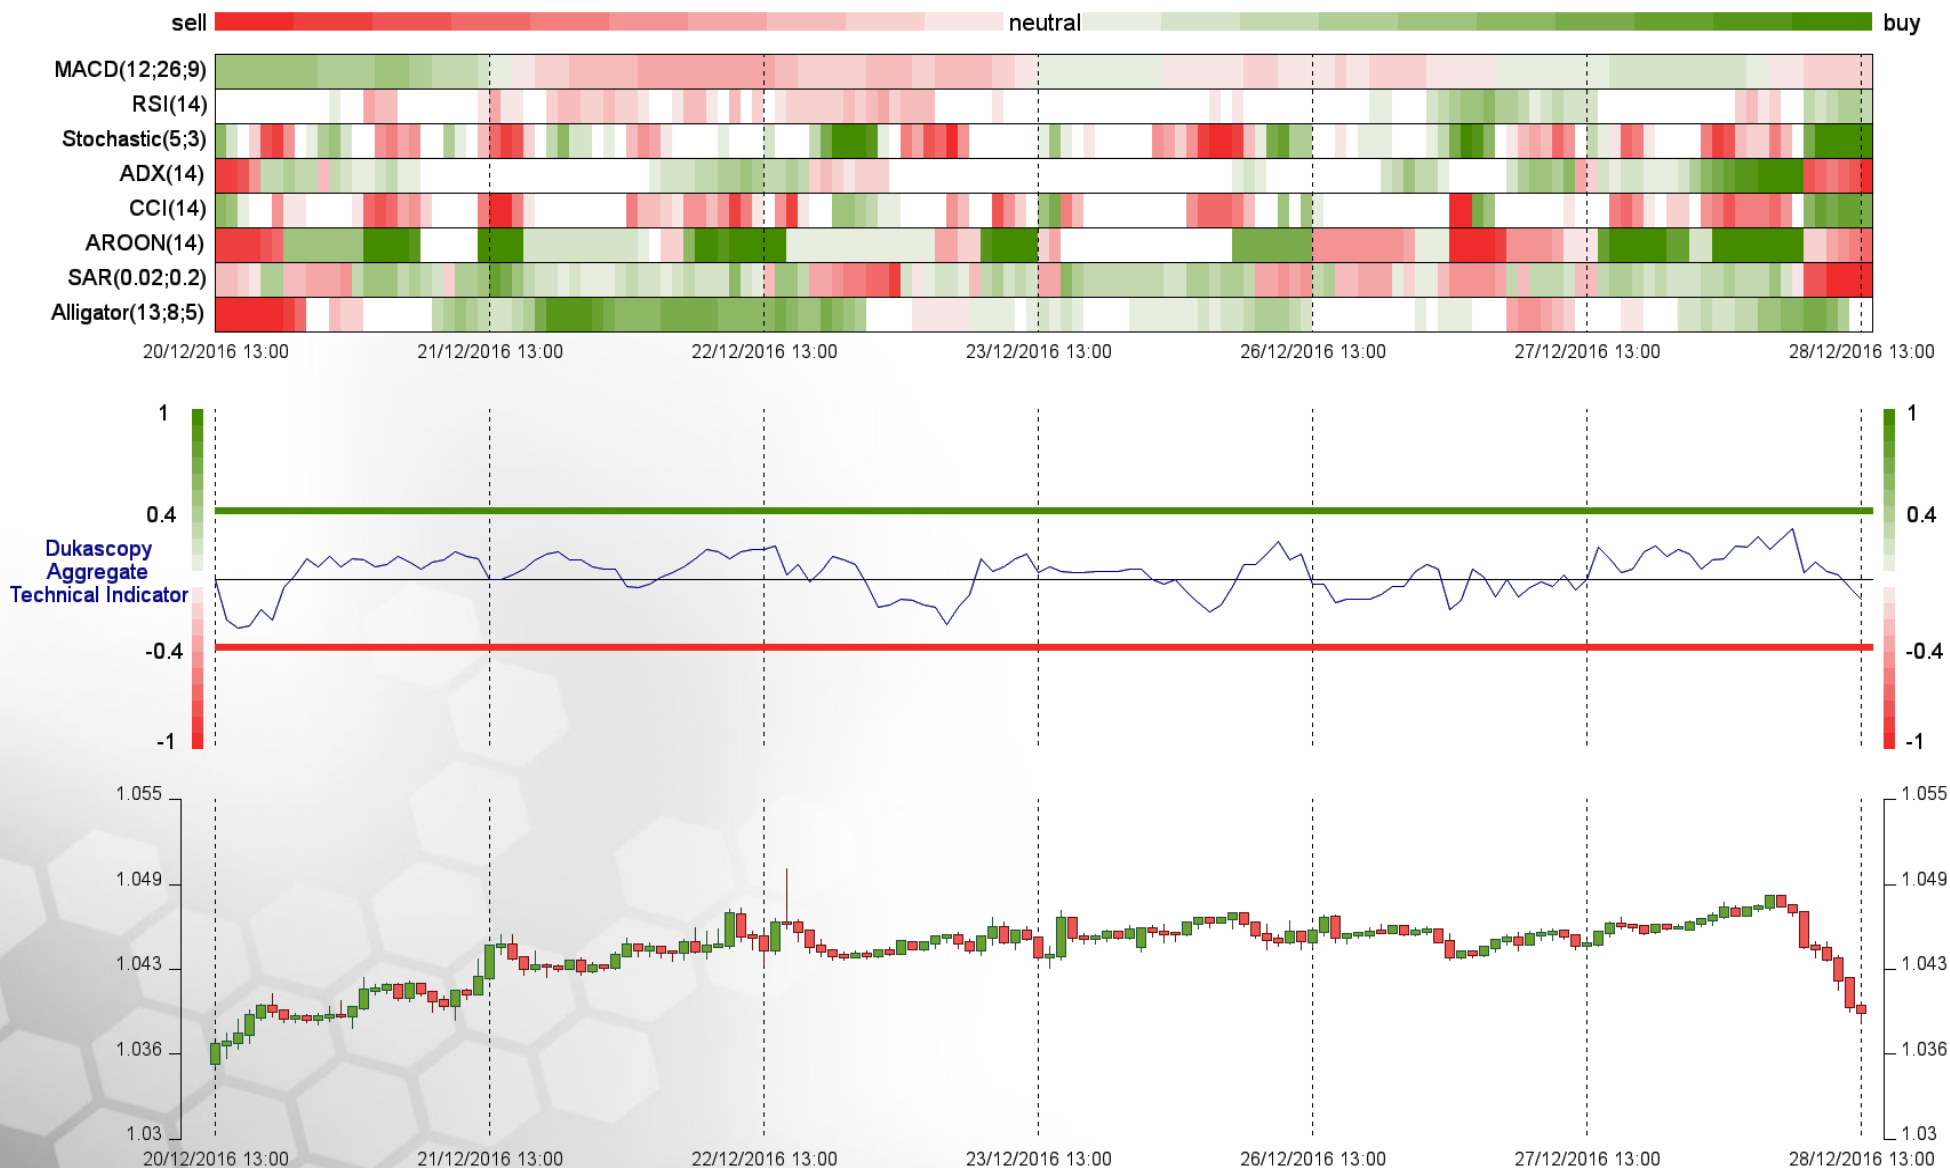 sell neutral buy
MACD(12;26;9)
RSI(14)
Stochastic(5;3)
ADX(14)
CCI(14)
AROON(14)
SAR(0.02;0.2)
Alligator(13;8;5)
20/12/2016 13:00 21/12/2016 13:00 22/12/2016 13:00 23/12/2016 13:00 26/12/2016 13:00 27/12/2016 13:00 28/12/2016 13:00
1 1
0.4 0.4
Dukascopy
Aggregate
Technical Indicator
-0.4 -0.4
-1 -1
1.055 1.055
1.049 1.049
1.043 1.043
1.036 1.036
1.03 1.03
20/12/2016 13:00 21/12/2016 13:00 22/12/2016 13:00 23/12/2016 13:00 26/12/2016 13:00 27/12/2016 13:00 28/12/2016 13:00